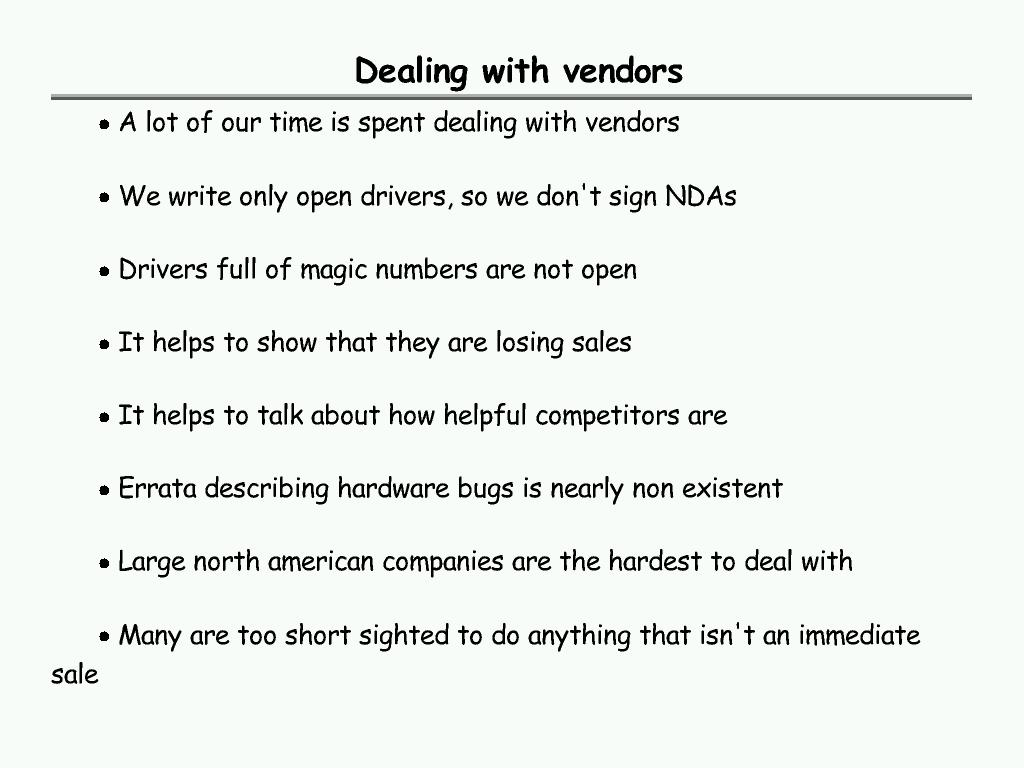 Dealing with vendors
• A lot of our time is spent dealing with vendors
• We write only open drivers, so we don't sign NDAs
• Drivers full of magic numbers are not open
• It helps to show that they are losing sales
• It helps to talk about how helpful competitors are
• Errata describing hardware bugs is nearly non existent
• Large north american companies are the hardest to deal with
• Many are too short sighted to do anything that isn't an immediate
sale